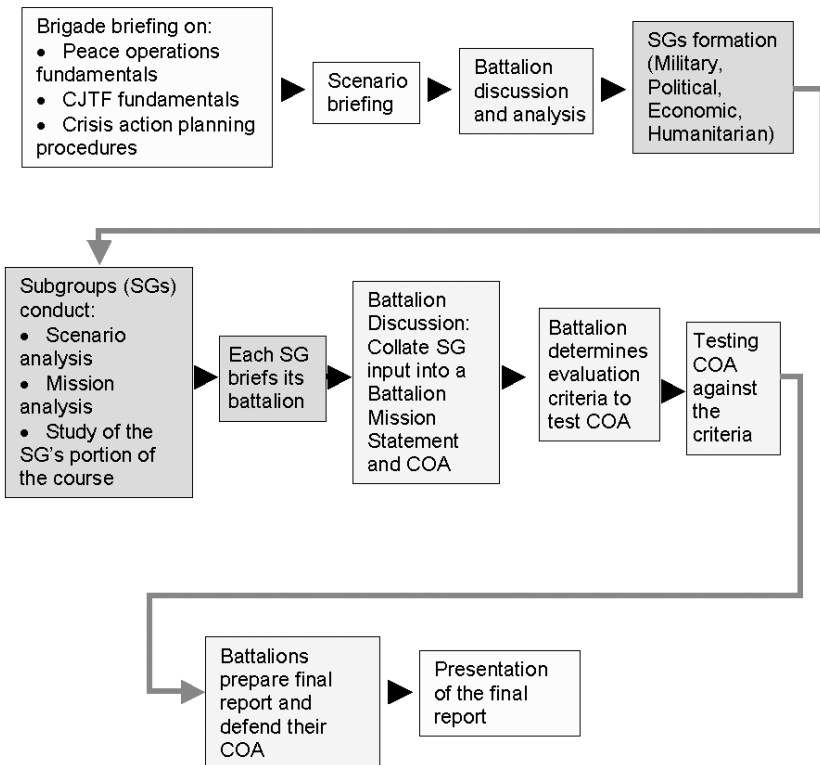 Brigade briefing on:
• Peace operations
fundamentals
• CJTF fundamentals
• Crisis action planning
procedures
Scenario
briefing
Battalion
discussion
and analysis
SGs formation
(Military,
Political,
Economic,
Humanitarian)
Subgroups (SGs)
conduct:
• Scenario
analysis
• Mission
analysis
• Study of the
SG's portion of
the course
Each SG
briefs its
battalion
Battalion
Discussion:
Collate SG
input into a
Battalion
Mission
Statement
and COA
Battalion
determines
evaluation
criteria to
test COA
Testing
COA
against
the
criteria
Battalions
prepare final
report and
defend their
COA
Presentation
of the final
report